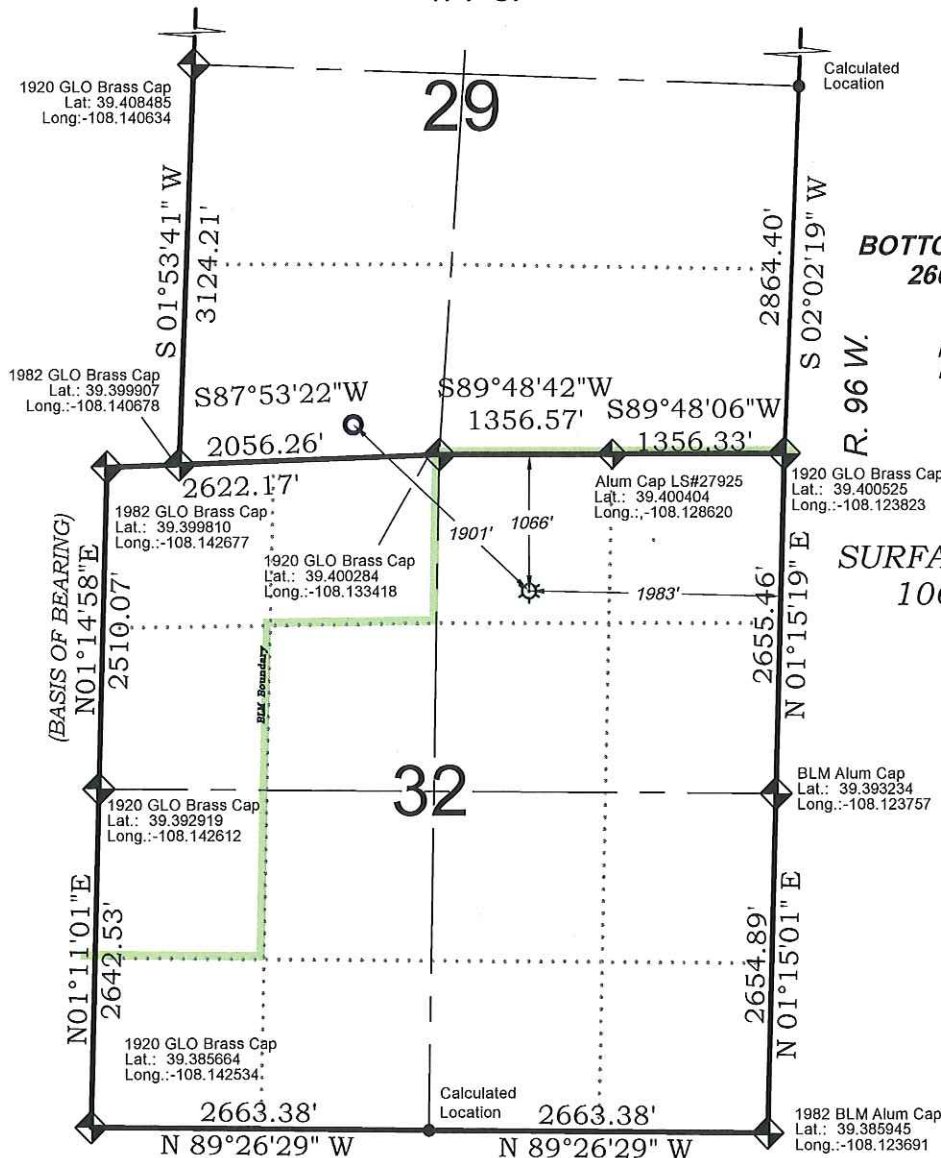 1920 GLO Brass Cap
Lat: 39.408485
Long:-108.140634
29
Calculated
Location
S 01°53'41" W
3124.21'
2864.40'
S 02°02'19" W
BOTTO
R. 96 W.
1982 GLO Brass Cap
Lat.: 39.399907
Long.:-108.140678
S87°53'22"W
2056.26'
2622.17'
S89°48'42"W
1356.57'
S89°48'06"W
1356.33'
1982 GLO Brass Cap
Lat.: 39.399810
Long.:-108.142677
1920 GLO Brass Cap
Lat.: 39.400284
Long.:-108.133418
Alum Cap LS#27925
Lat.: 39.400404
Long.:,-108.128620
1920 GLO Brass Cap
Lat.: 39.400525
Long.:-108.123823
1901'
1066'
1983'
SURFA
106
(BASIS OF BEARING)
N01°14'58"E
2510.07'
BLM Boundary
2655.46'
N 01°15'19" E
32
1920 GLO Brass Cap
Lat.: 39.392919
Long.:-108.142612
BLM Alum Cap
Lat.: 39.393234
Long.:-108.123757
N01°11'01"E
2642.53'
2654.89'
N 01°15'01" E
1920 GLO Brass Cap
Lat.: 39.385664
Long.:-108.142534
Calculated
Location
2663.38'
N 89°26'29" W
2663.38'
N 89°26'29" W
1982 BLM Alum Cap
Lat.: 39.385945
Long.:-108.123691